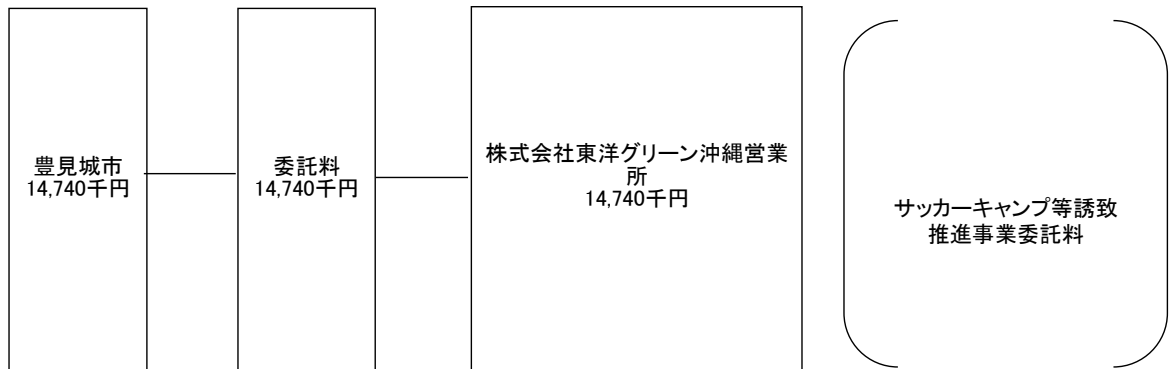 豊見城市
14,740千円
委託料
14,740千円
株式会社東洋グリーン沖縄営業
所
14,740千円
サッカーキャンプ等誘致
推進事業委託料